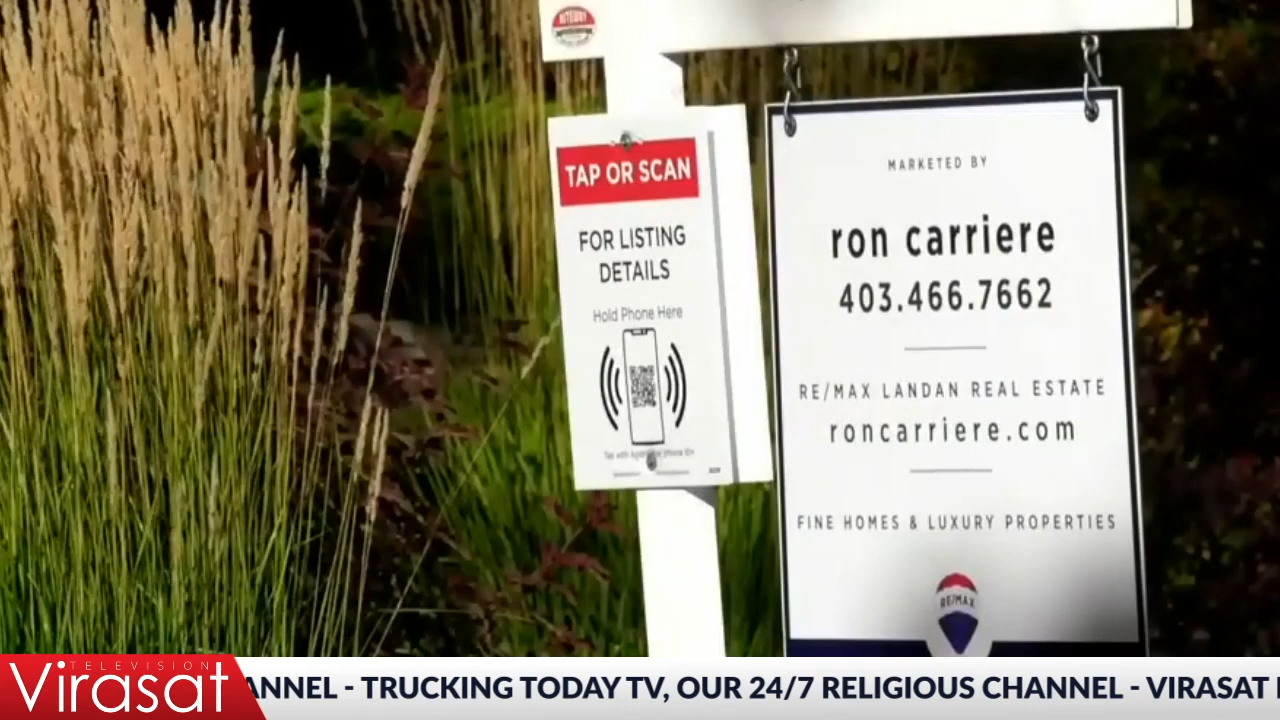 RITEWAY
TAP OR SCAN
FOR LISTING
DETAILS
Hold Phone Here
MARKETED BY
ron carriere
403.466.7662
RE/MAX LANDAN REAL ESTATE
roncarriere.com
FINE HOMES & LUXURY PROPERTIES
RE/MAX
TELEVISION
Virasat
ANNEL - TRUCKING TODAY TV, OUR 24/7 RELIGIOUS CHANNEL - VIRASAT